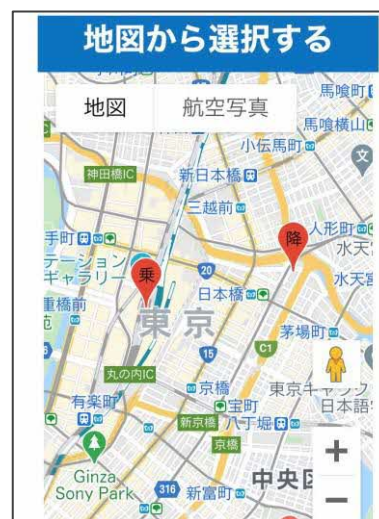 地図から選択する
地図
航空写真
馬喰町
馬喰横山
小伝馬町
新日本橋
神田橋IC
三越前
人形町
水天
手町
テーション
ギャラリー
乗
降
20
日本橋
水天宮
重橋前
東京
茅場町
15
C1
丸の内IC
京橋
東京
日本語
有楽町
宝町
八丁堀
新京橋
京橋
Ginza
Sony Park
316
新富町
中央区
+
−